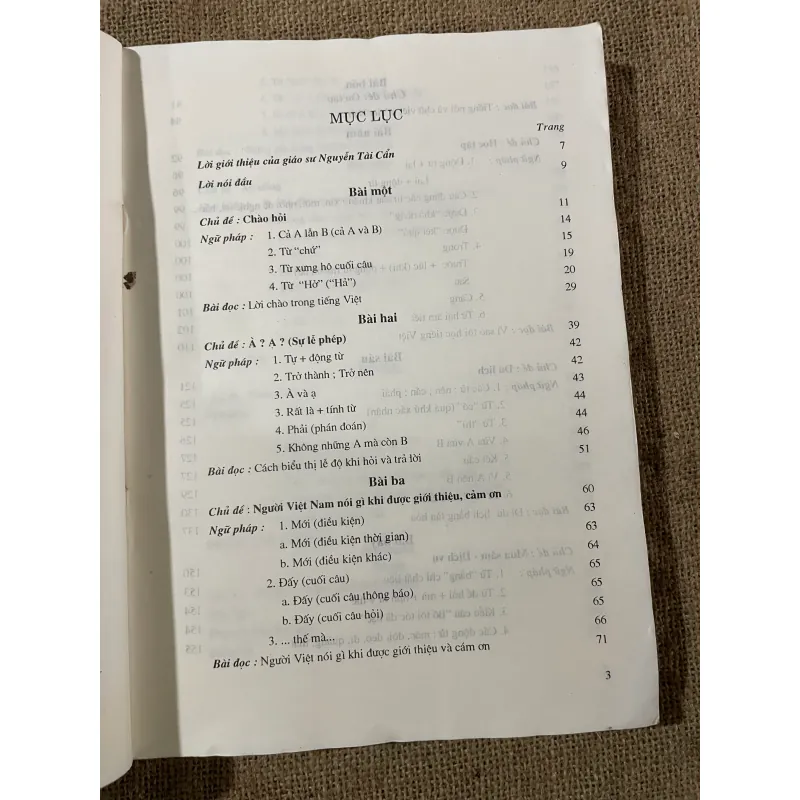 MỤC LỤC
Trang
Lời giới thiệu của giáo sư Nguyễn Tài Cẩn 7
Lời nói đầu 9
Bài một
Chủ đề : Chào hỏi 11
Ngữ pháp : 1. Cả A lẫn B (cả A và B) 14
2. Từ “chứ” 15
3. Từ xưng hô cuối câu 19
4. Từ “Hở” (“Hả”) 20
Bài đọc : Lời chào trong tiếng Việt 29
Bài hai
Chủ đề : À ? Ạ ? (Sự lễ phép) 39
Ngữ pháp : 1. Tự + động từ 42
2. Trở thành ; Trở nên 42
3. À và ạ 43
3. Rất là + tính từ 44
4. Phải (phán đoán) 44
5. Không những A mà còn B 46
Bài đọc : Cách biểu thị lễ độ khi hỏi và trả lời 51
Bài ba
Chủ đề : Người Việt Nam nói gì khi được giới thiệu, cảm ơn 60
Ngữ pháp : 1. Mới (điều kiện) 63
a. Mới (điều kiện thời gian) 63
b. Mới (điều kiện khác) 64
2. Đấy (cuối câu) 65
a. Đấy (cuối câu thông báo) 65
b. Đấy (cuối câu hỏi) 65
3. ... thế mà... 66
Bài đọc : Người Việt nói gì khi được giới thiệu và cám ơn 71
3